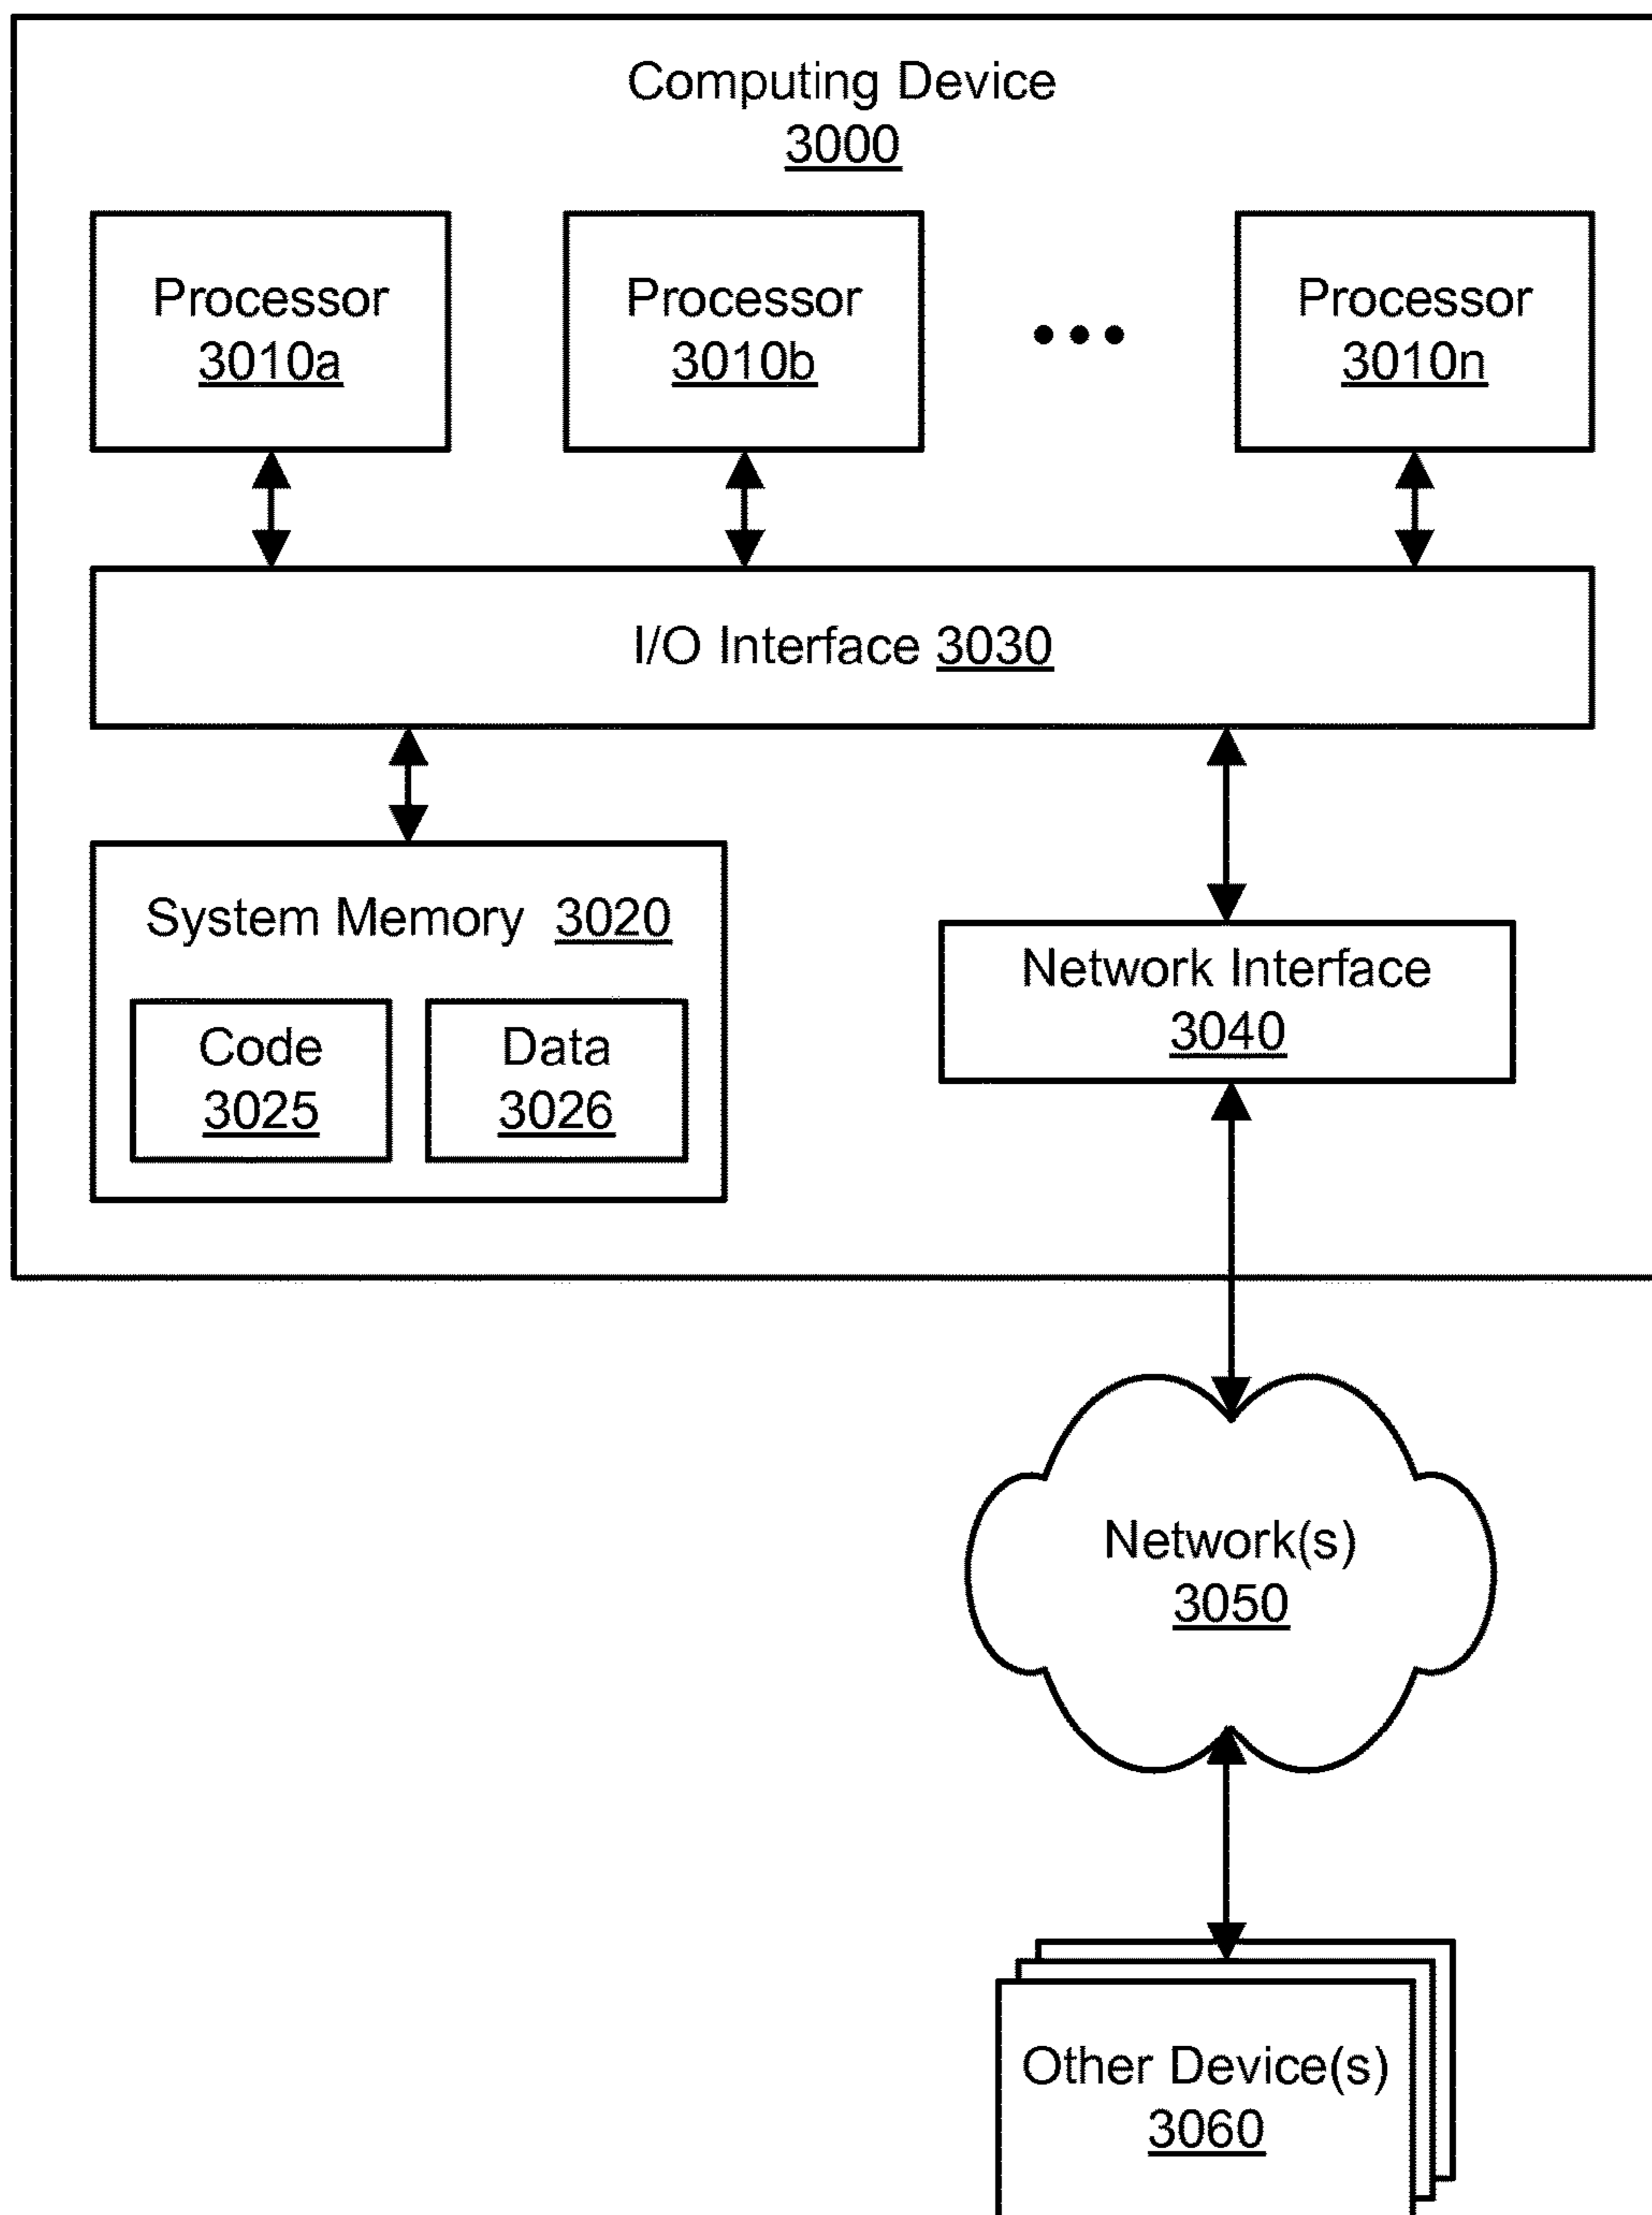 Computing Device
3000
Processor
3010a
Processor
3010b
Processor
3010n
I/O Interface 3030
System Memory 3020
Code
3025
Data
3026
Network Interface
3040
Network(s)
3050
Other Device(s)
3060